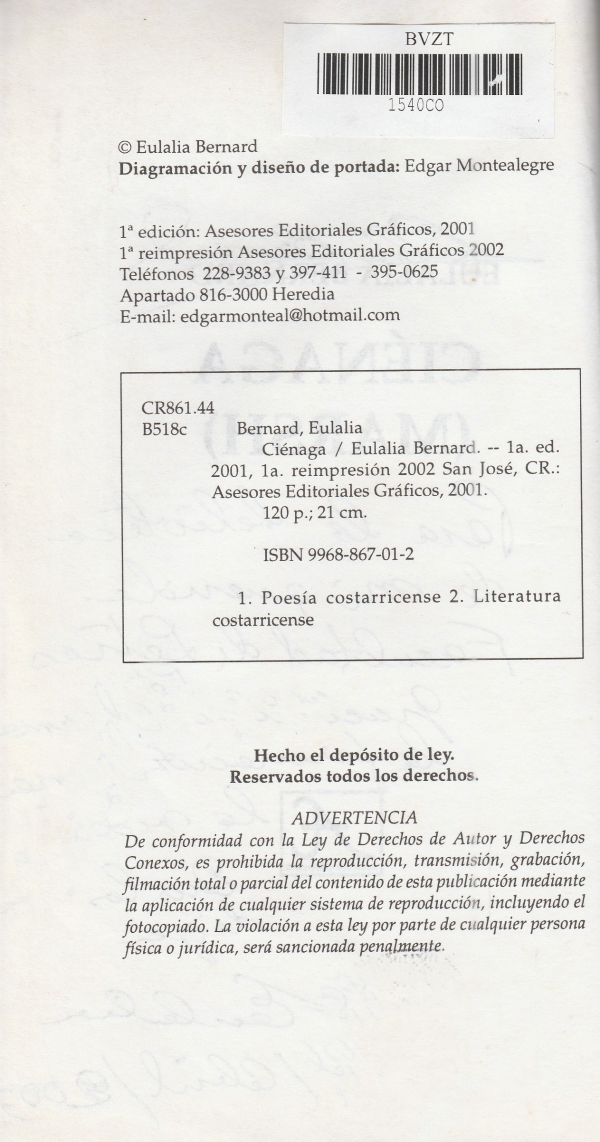 BVZT
1540CO
© Eulalia Bernard
Diagramación y diseño de portada: Edgar Montealegre
1ª edición: Asesores Editoriales Gráficos, 2001
1ª reimpresión Asesores Editoriales Gráficos 2002
Teléfonos 228-9383 y 397-411 - 395-0625
Apartado 816-3000 Heredia
E-mail: edgarmonteal@hotmail.com
CR861.44
B518c Bernard, Eulalia
Ciénaga / Eulalia Bernard. -- 1a. ed.
2001, 1a. reimpresión 2002 San José, CR.:
Asesores Editoriales Gráficos, 2001.
120 p.; 21 cm.
ISBN 9968-867-01-2
1. Poesía costarricense 2. Literatura
costarricense
Hecho el depósito de ley.
Reservados todos los derechos.
ADVERTENCIA
De conformidad con la Ley de Derechos de Autor y Derechos
Conexos, es prohibida la reproducción, transmisión, grabación,
filmación total o parcial del contenido de esta publicación mediante
la aplicación de cualquier sistema de reproducción, incluyendo el
fotocopiado. La violación a esta ley por parte de cualquier persona
física o jurídica, será sancionada penalmente.